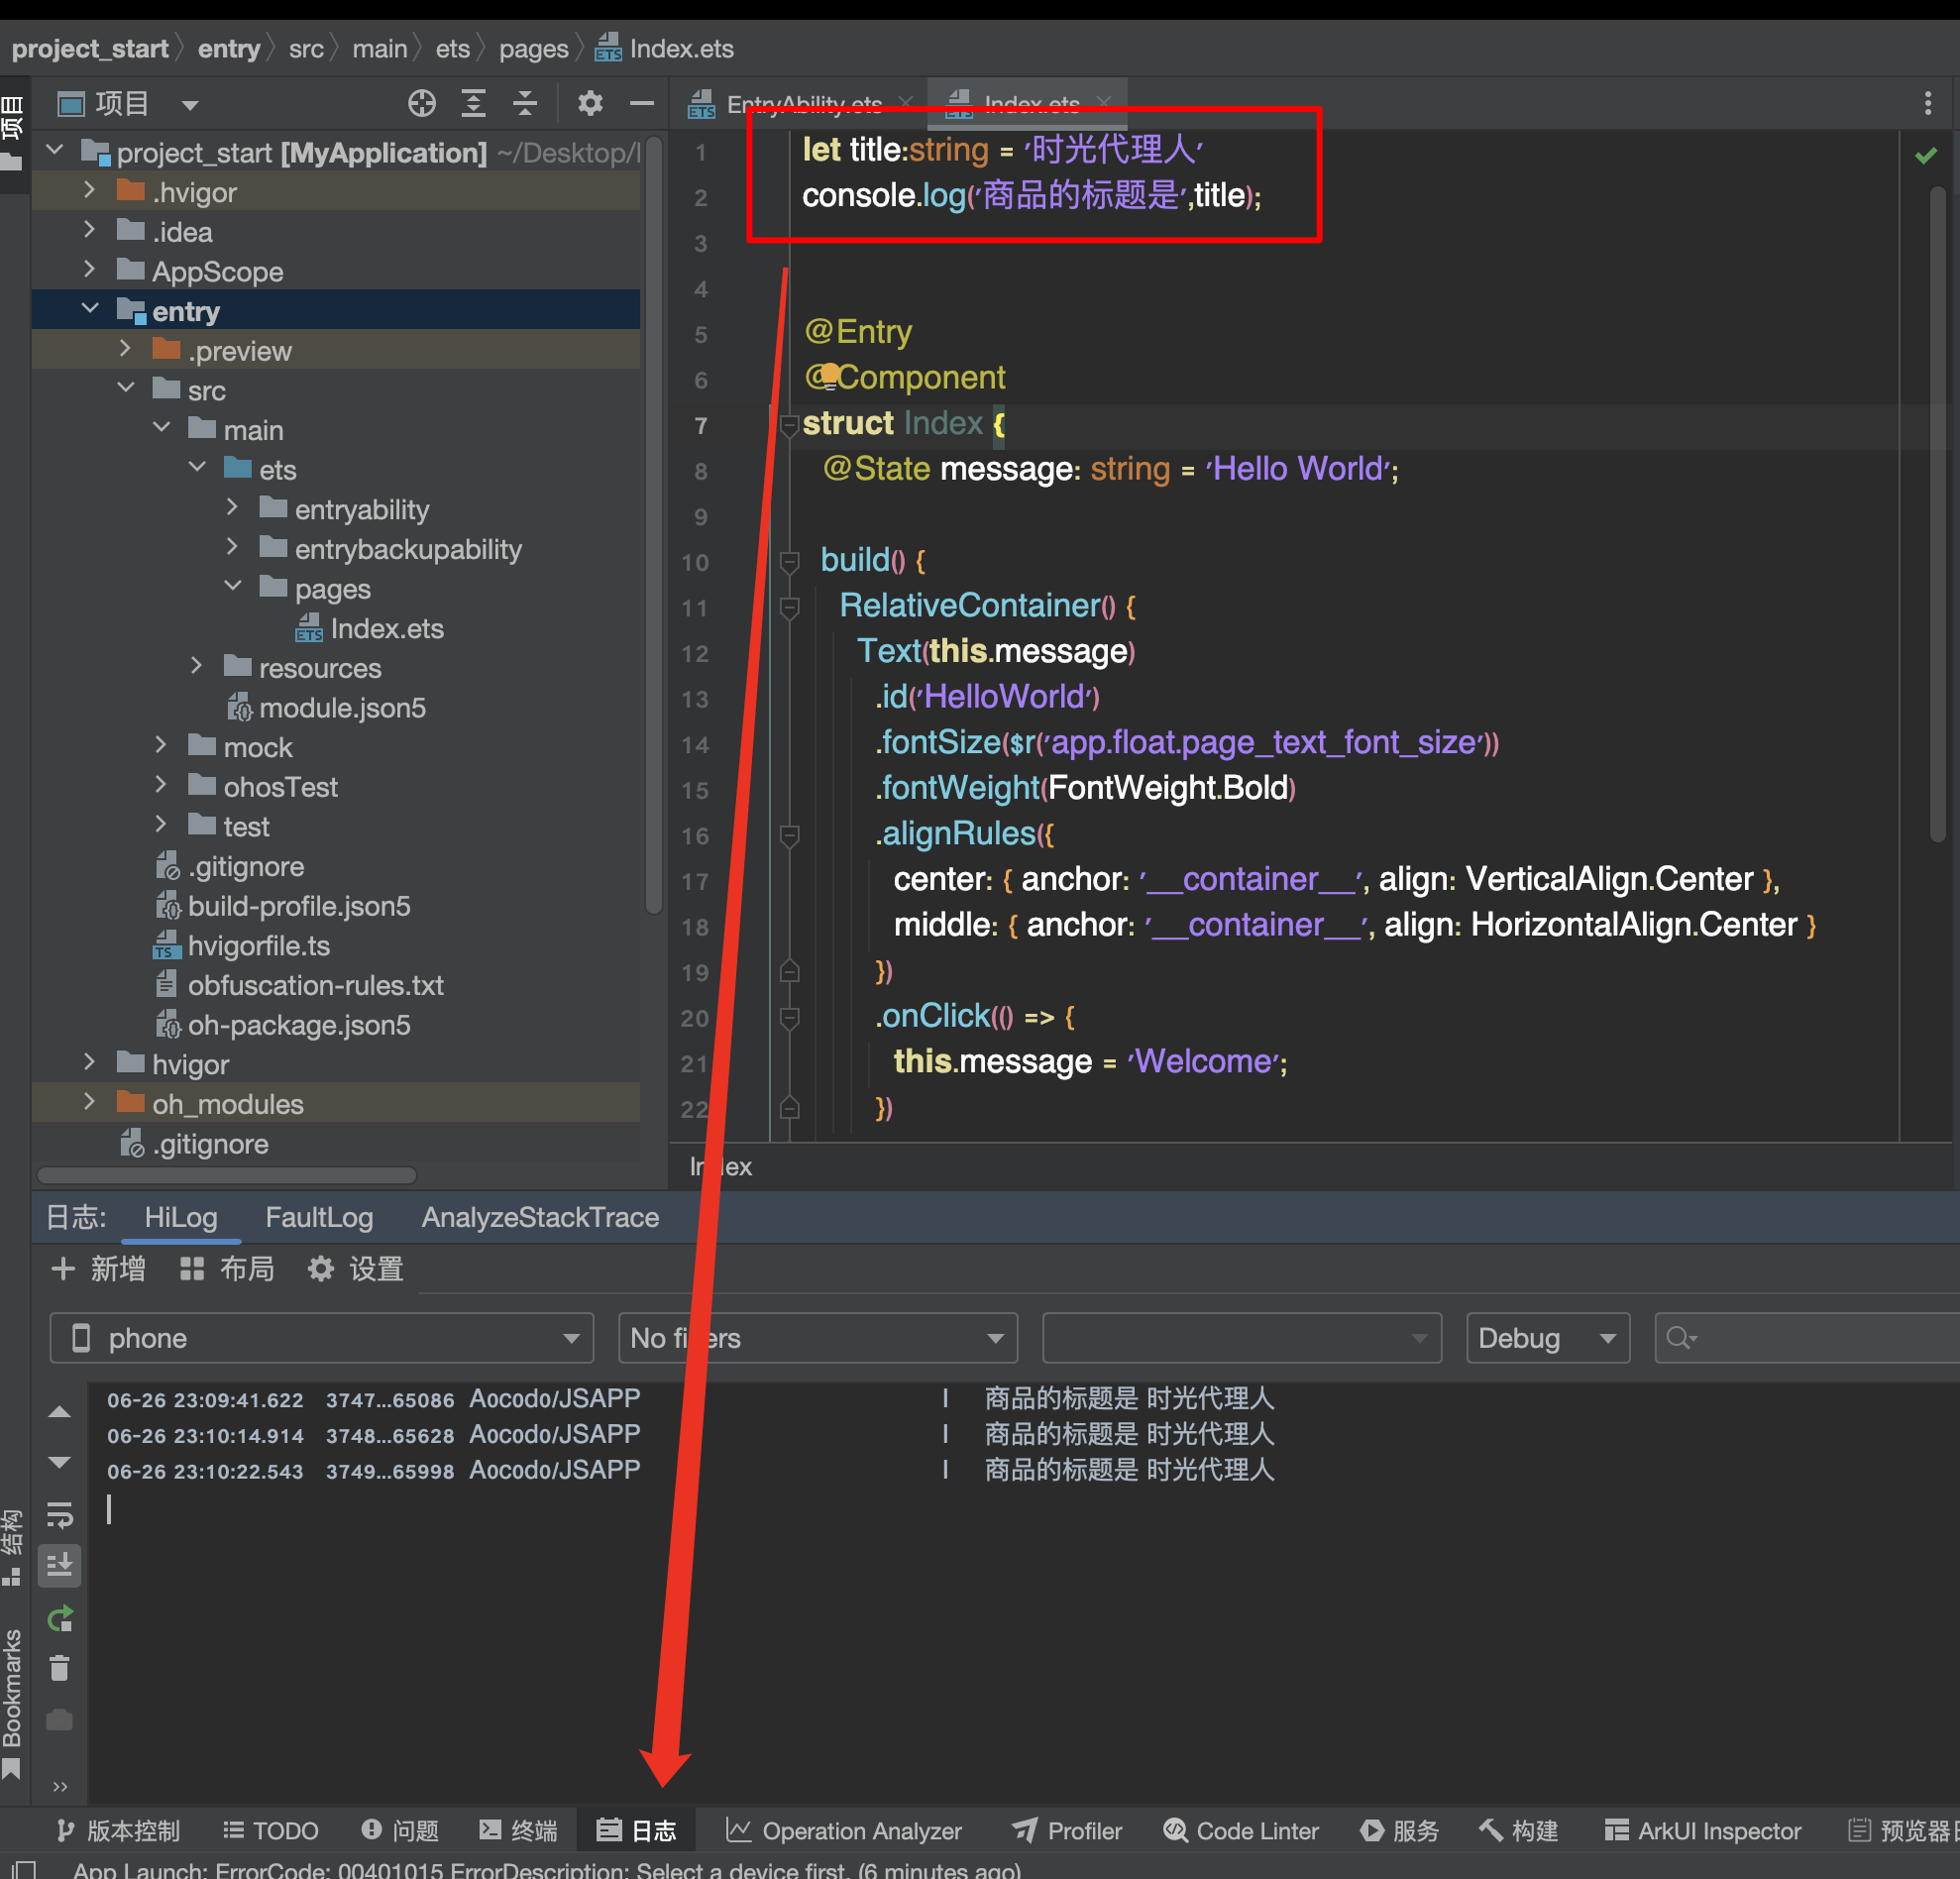 project_start entry src main ets pages Index.ets
项目
项目
EntryAbility.ets Index.ets
project_start [MyApplication] ~/Desktop/
.hvigor
.idea
AppScope
entry
.preview
src
main
ets
entryability
entrybackupability
pages
Index.ets
resources
module.json5
mock
ohosTest
test
.gitignore
build-profile.json5
hvigorfile.ts
obfuscation-rules.txt
oh-package.json5
hvigor
oh_modules
.gitignore
1 let title:string = '时光代理人'
2 console.log('商品的标题是',title);
3
4
5 @Entry
6 @Component
7 struct Index {
8 @State message: string = 'Hello World';
9
10 build() {
11 RelativeContainer() {
12 Text(this.message)
13 .id('HelloWorld')
14 .fontSize($r('app.float.page_text_font_size'))
15 .fontWeight(FontWeight.Bold)
16 .alignRules({
17 center: { anchor: '__container__', align: VerticalAlign.Center },
18 middle: { anchor: '__container__', align: HorizontalAlign.Center }
19 })
20 .onClick(() => {
21 this.message = 'Welcome';
22 })
Index
日志: HiLog FaultLog AnalyzeStackTrace
新增 布局 设置
phone No filters Debug
06-26 23:09:41.622 3747...65086 A0c0d0/JSAPP I 商品的标题是 时光代理人
06-26 23:10:14.914 3748...65628 A0c0d0/JSAPP I 商品的标题是 时光代理人
06-26 23:10:22.543 3749...65998 A0c0d0/JSAPP I 商品的标题是 时光代理人
结构
Bookmarks
版本控制 TODO 问题 终端 日志 Operation Analyzer Profiler Code Linter 服务 构建 ArkUI Inspector 预览器
App Launch: ErrorCode: 00401015 ErrorDescription: Select a device first. (6 minutes ago)